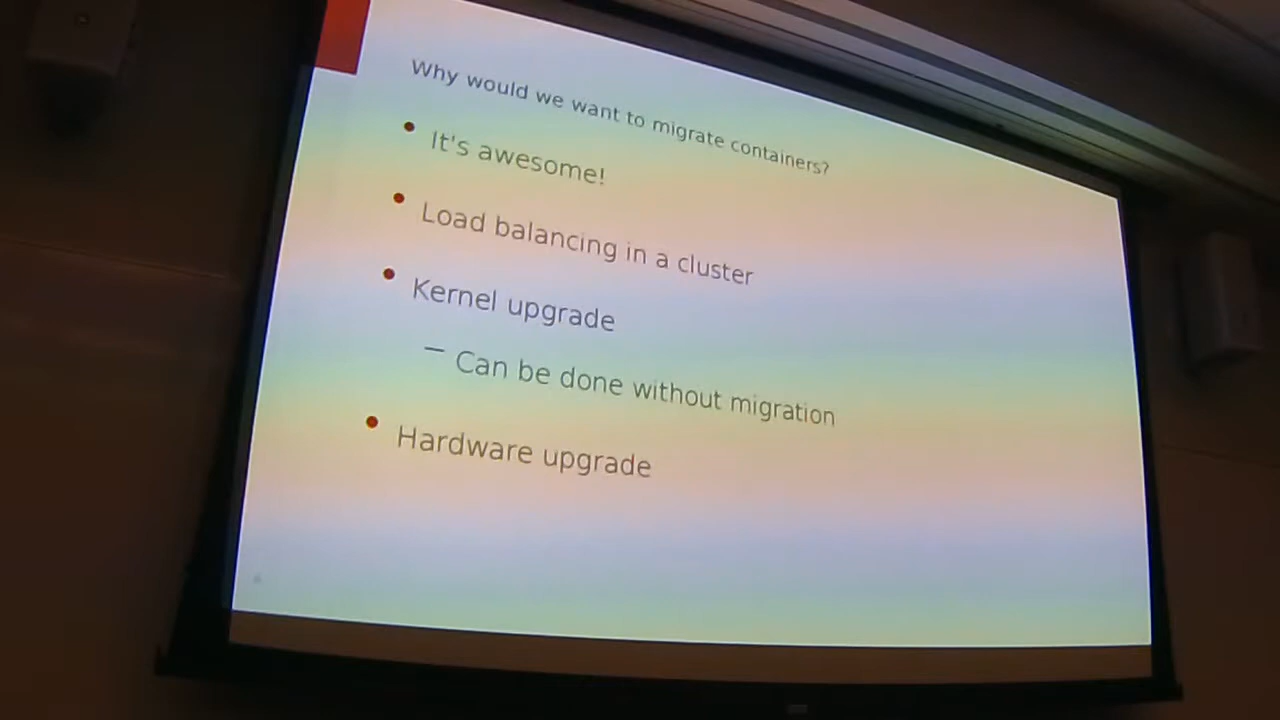 Why would we want to migrate containers?
It's awesome!
Load balancing in a cluster
Kernel upgrade
– Can be done without migration
Hardware upgrade